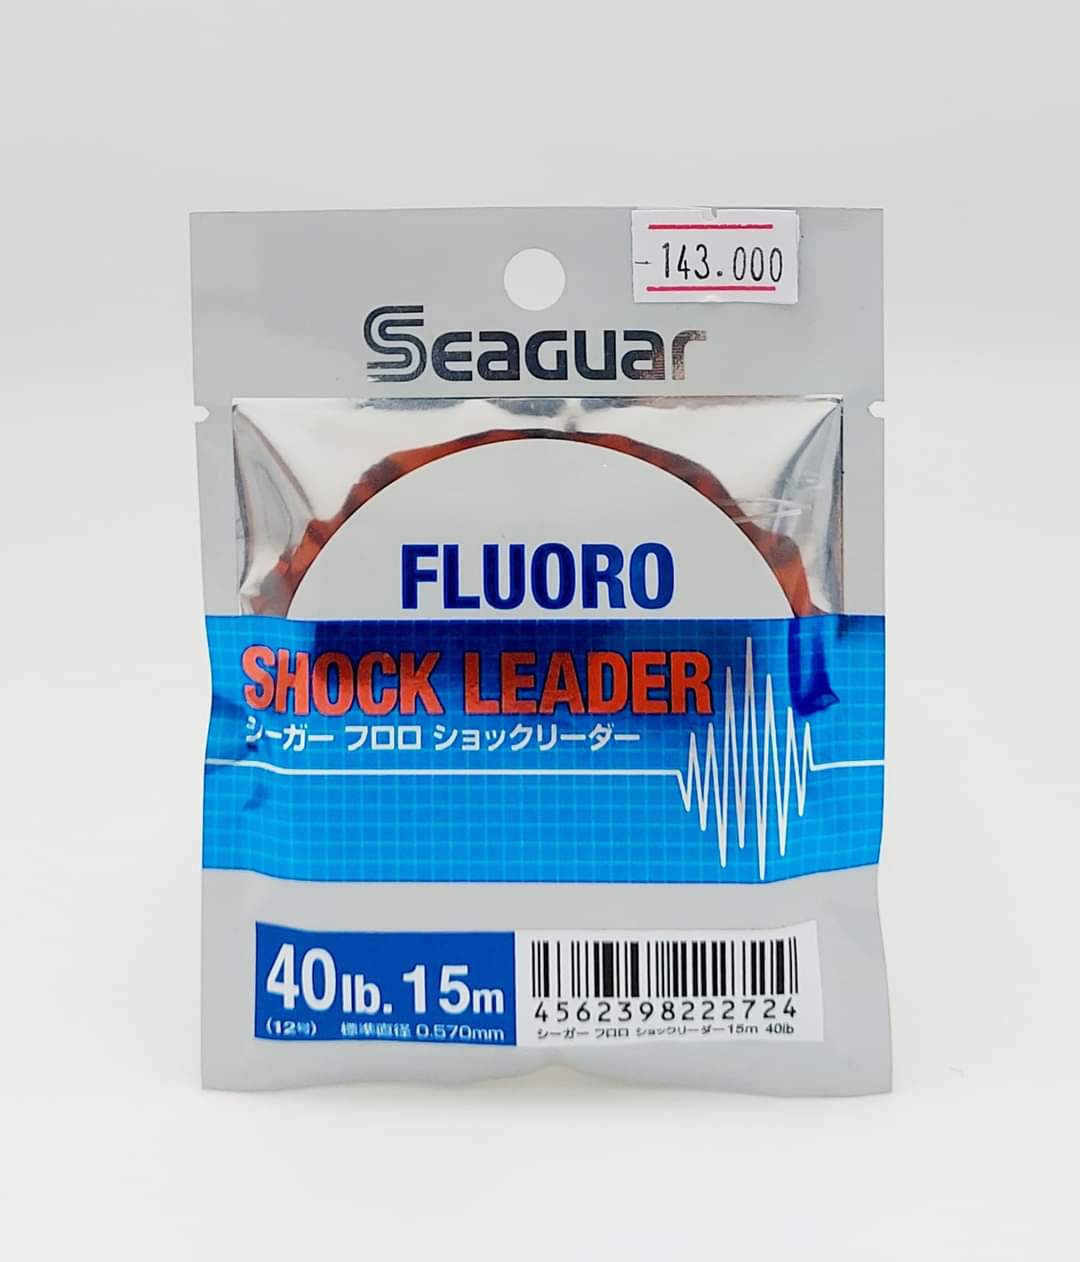 -143.000
Seaguar
FLUORO
SHOCK LEADER
シーガー フロロ ショックリーダー
40lb. 15m
(12号) 標準直径 0.570mm
4562398222724
シーガー フロロ ショックリーダー15m 40lb